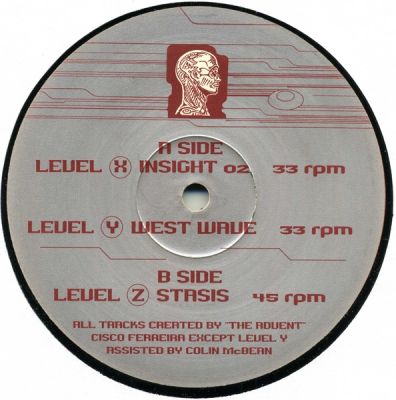 A SIDE
LEVEL X INSIGHT 02 33 rpm
LEVEL Y WEST WAVE 33 rpm
B SIDE
LEVEL Z STASIS 45 rpm
ALL TRACKS CREATED BY "THE ADVENT"
CISCO FERREIRA EXCEPT LEVEL Y
ASSISTED BY COLIN McBEAN